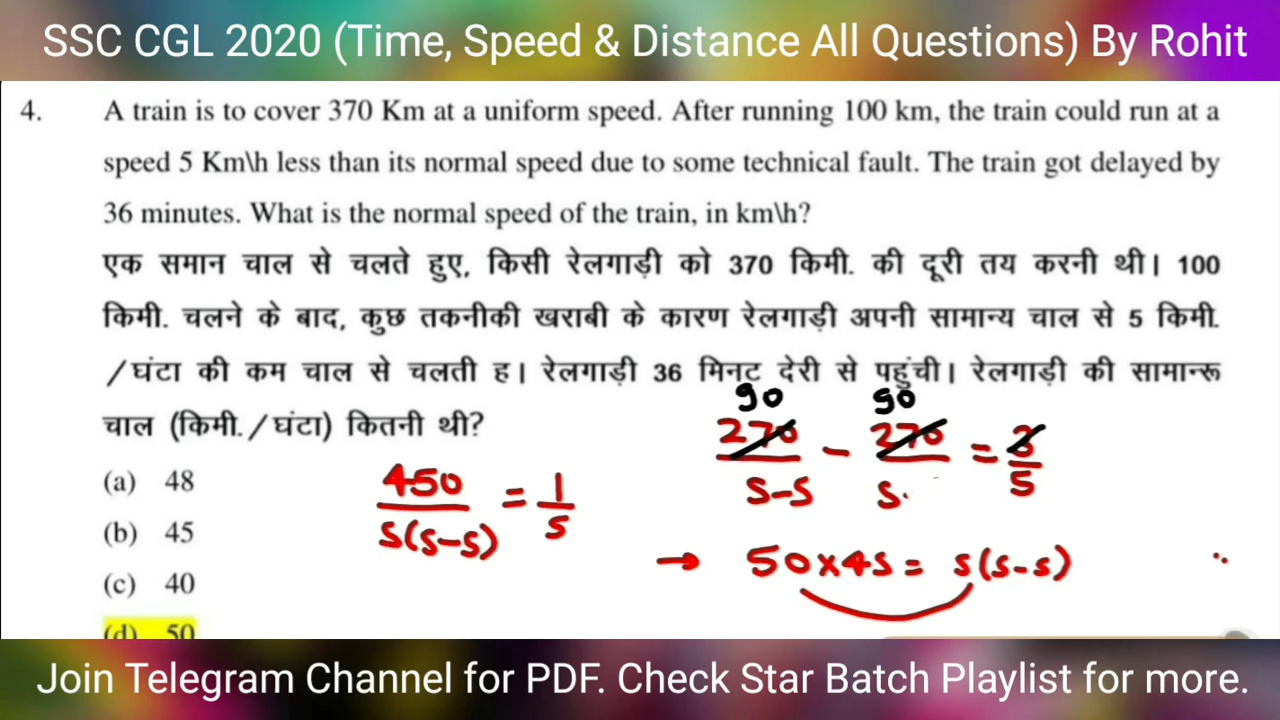 SSC CGL 2020 (Time, Speed & Distance All Questions) By Rohit
4. A train is to cover 370 Km at a uniform speed. After running 100 km, the train could run at a
speed 5 Km\h less than its normal speed due to some technical fault. The train got delayed by
36 minutes. What is the normal speed of the train, in km\h?
एक समान चाल से चलते हुए, किसी रेलगाड़ी को 370 किमी. की दूरी तय करनी थी। 100
किमी. चलने के बाद, कुछ तकनीकी खराबी के कारण रेलगाड़ी अपनी सामान्य चाल से 5 किमी.
/घंटा की कम चाल से चलती ह। रेलगाड़ी 36 मिनट देरी से पहुंची। रेलगाड़ी की सामान्रू
चाल (किमी./घंटा) कितनी थी?
90 90
270/s-5 - 270/s = 3/5
(a) 48
450/s(s-5) = 1/5
(b) 45
→ 50×45 = s(s-5)
(c) 40
(d) 50
Join Telegram Channel for PDF. Check Star Batch Playlist for more.